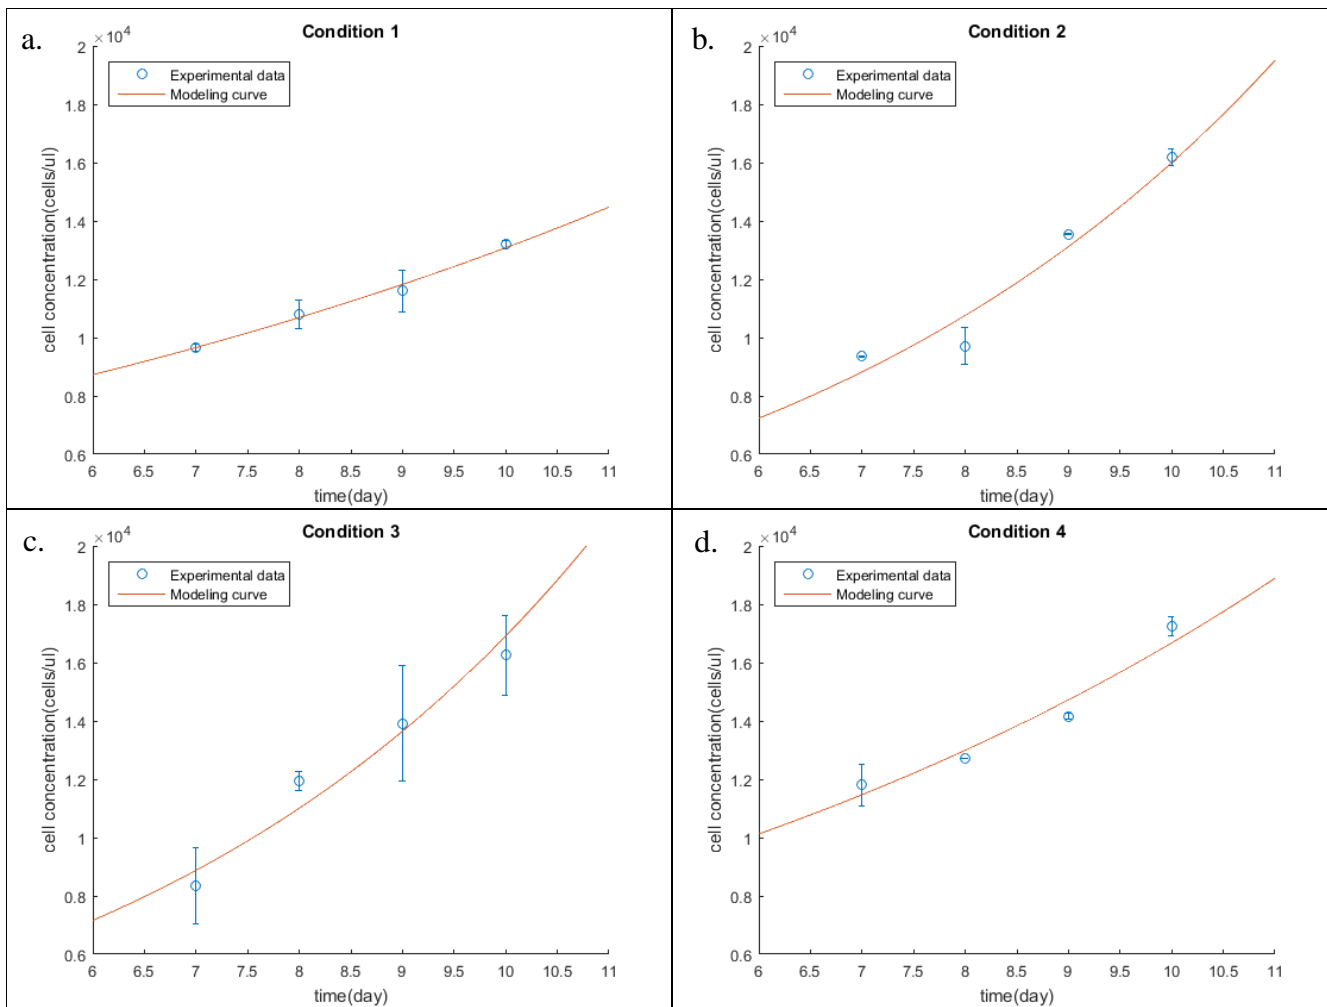 a.
Condition 1
×10⁴
2
1.8
1.6
1.4
1.2
1
0.8
0.6
cell concentration(cells/ul)
Experimental data
Modeling curve
6 6.5 7 7.5 8 8.5 9 9.5 10 10.5 11
time(day)
b.
Condition 2
×10⁴
2
1.8
1.6
1.4
1.2
1
0.8
0.6
cell concentration(cells/ul)
Experimental data
Modeling curve
6 6.5 7 7.5 8 8.5 9 9.5 10 10.5 11
time(day)
c.
Condition 3
×10⁴
2
1.8
1.6
1.4
1.2
1
0.8
0.6
cell concentration(cells/ul)
Experimental data
Modeling curve
6 6.5 7 7.5 8 8.5 9 9.5 10 10.5 11
time(day)
d.
Condition 4
×10⁴
2
1.8
1.6
1.4
1.2
1
0.8
0.6
cell concentration(cells/ul)
Experimental data
Modeling curve
6 6.5 7 7.5 8 8.5 9 9.5 10 10.5 11
time(day)